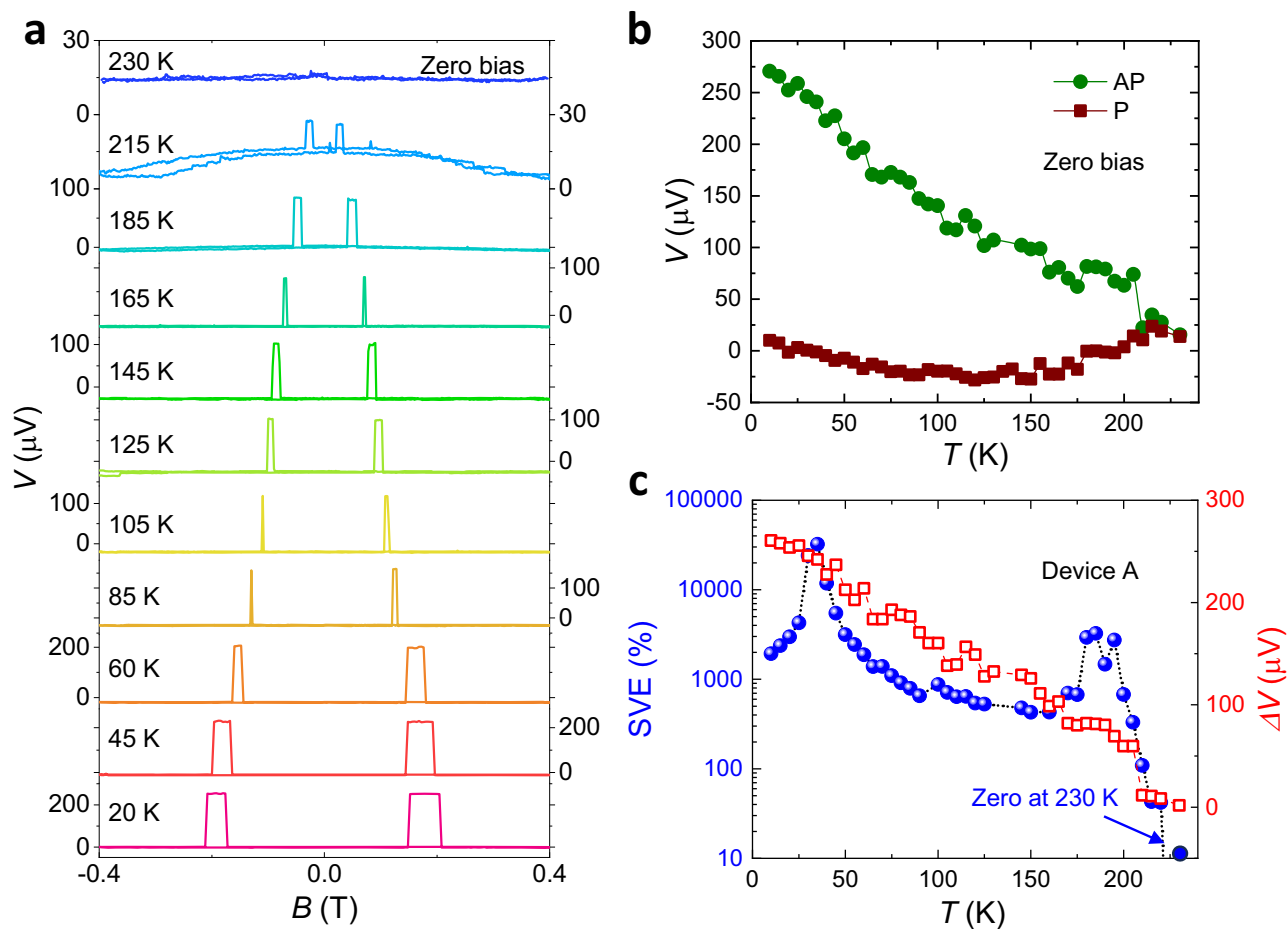 a
30
230 K
Zero bias
0
30
215 K
100
0
185 K
0
100
165 K
0
100
145 K
0
100
125 K
0
100
105 K
0
100
85 K
0
200
60 K
0
200
45 K
0
200
20 K
0
V (μV)
-0.4
0.0
0.4
B (T)
b
300
250
200
150
100
50
0
-50
V (μV)
AP
P
Zero bias
0
50
100
150
200
T (K)
c
100000
10000
1000
100
10
SVE (%)
300
200
100
0
ΔV (μV)
Device A
Zero at 230 K
0
50
100
150
200
T (K)